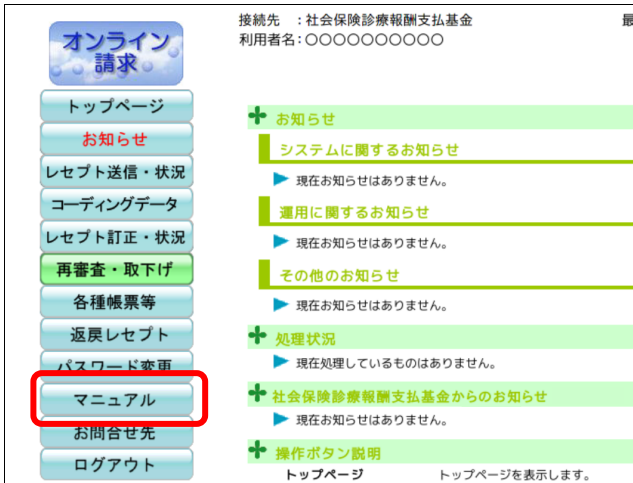 接続先 ：社会保険診療報酬支払基金
最
利用者名：○○○○○○○○○○
オンライン
請求
トップページ
お知らせ
レセプト送信・状況
コーディングデータ
レセプト訂正・状況
再審査・取下げ
各種帳票等
返戻レセプト
パスワード変更
マニュアル
お問合せ先
ログアウト
お知らせ
システムに関するお知らせ
現在お知らせはありません。
運用に関するお知らせ
現在お知らせはありません。
その他のお知らせ
現在お知らせはありません。
処理状況
現在処理しているものはありません。
社会保険診療報酬支払基金からのお知らせ
現在お知らせはありません。
操作ボタン説明
トップページ トップページを表示します。